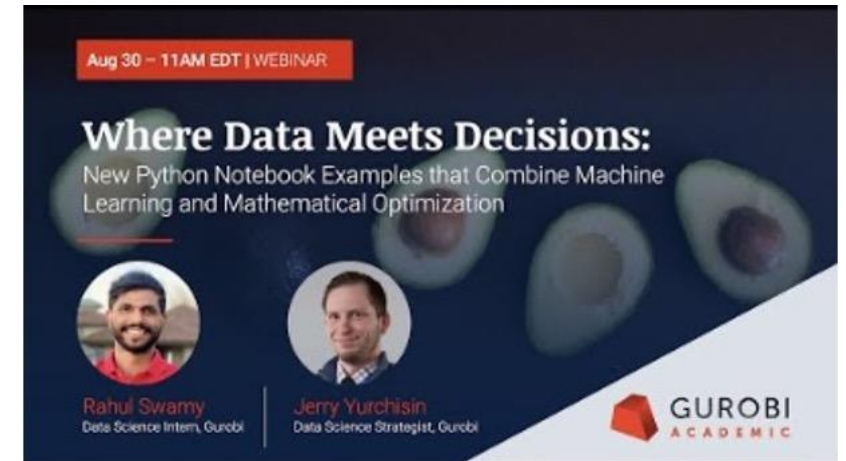 Aug 30 – 11AM EDT | WEBINAR
Where Data Meets Decisions:
New Python Notebook Examples that Combine Machine
Learning and Mathematical Optimization
Rahul Swamy
Data Science Intern, Gurobi
Jerry Yurchisin
Data Science Strategist, Gurobi
GUROBI
ACADEMIC